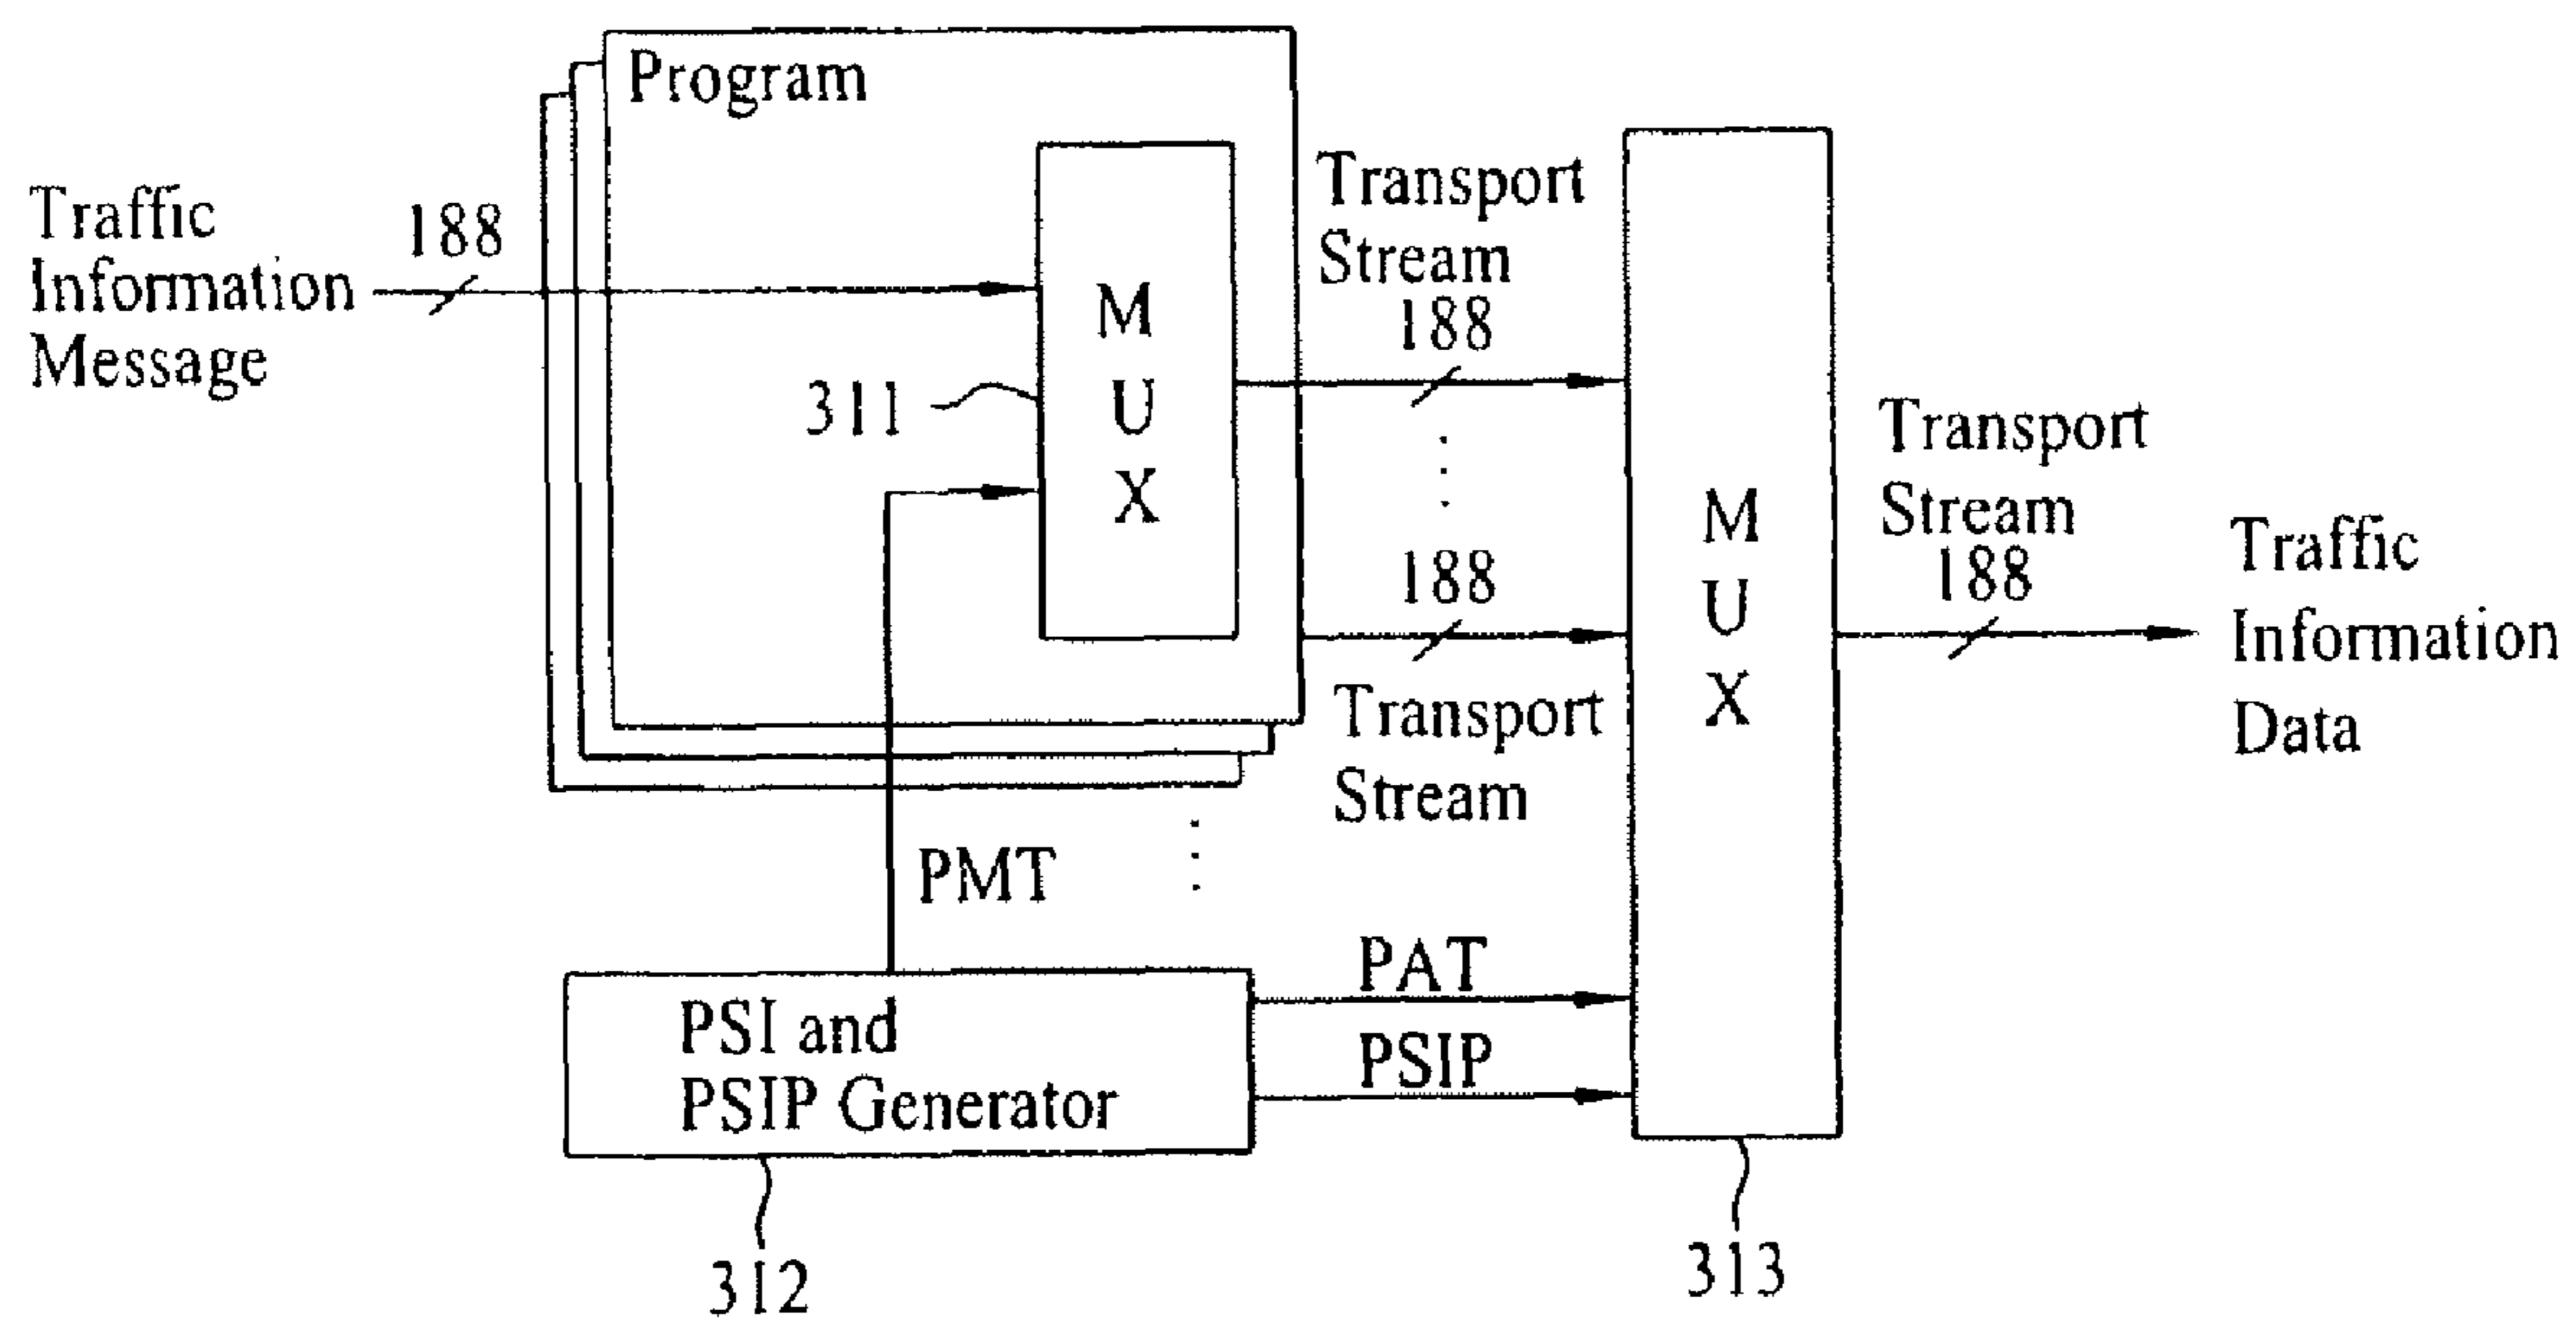 Program
Traffic
Information
Message
188
M
U
X
311
Transport
Stream
188
188
Transport
Stream
M
U
X
Transport
Stream
188
Traffic
Information
Data
PMT
PSI and
PSIP Generator
PAT
PSIP
312
313